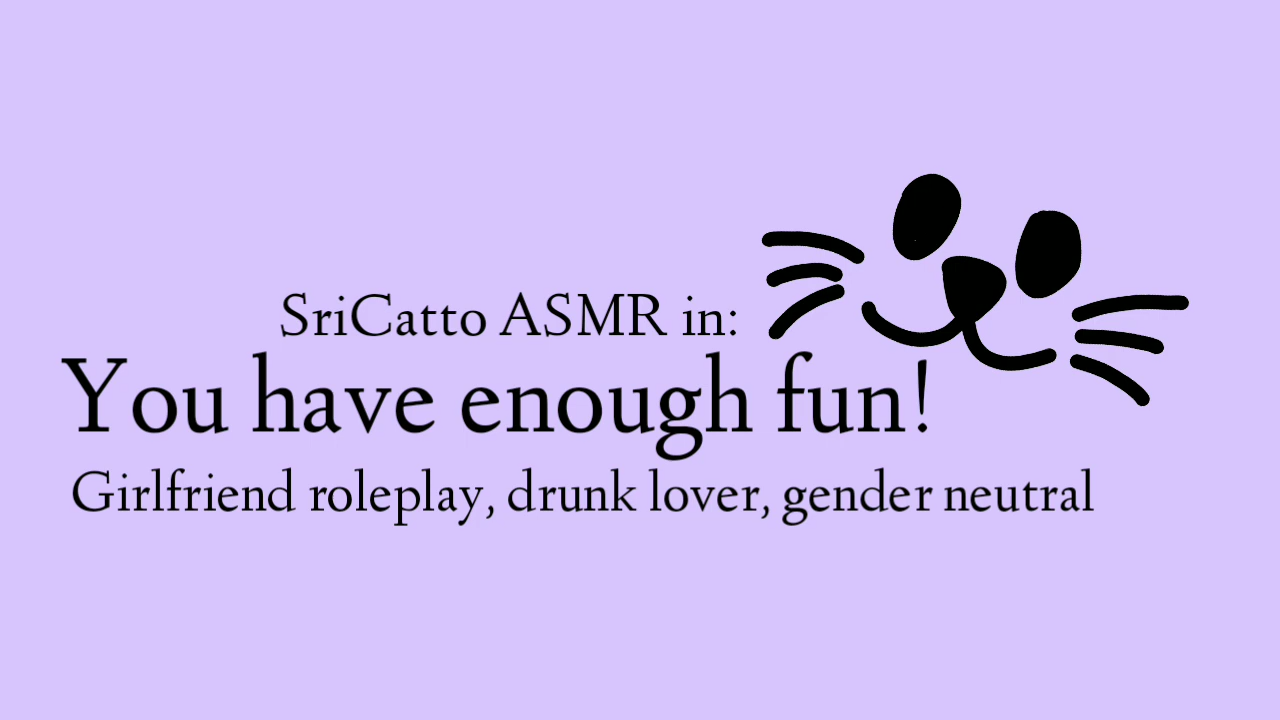 SriCatto ASMR in:
You have enough fun!
Girlfriend roleplay, drunk lover, gender neutral